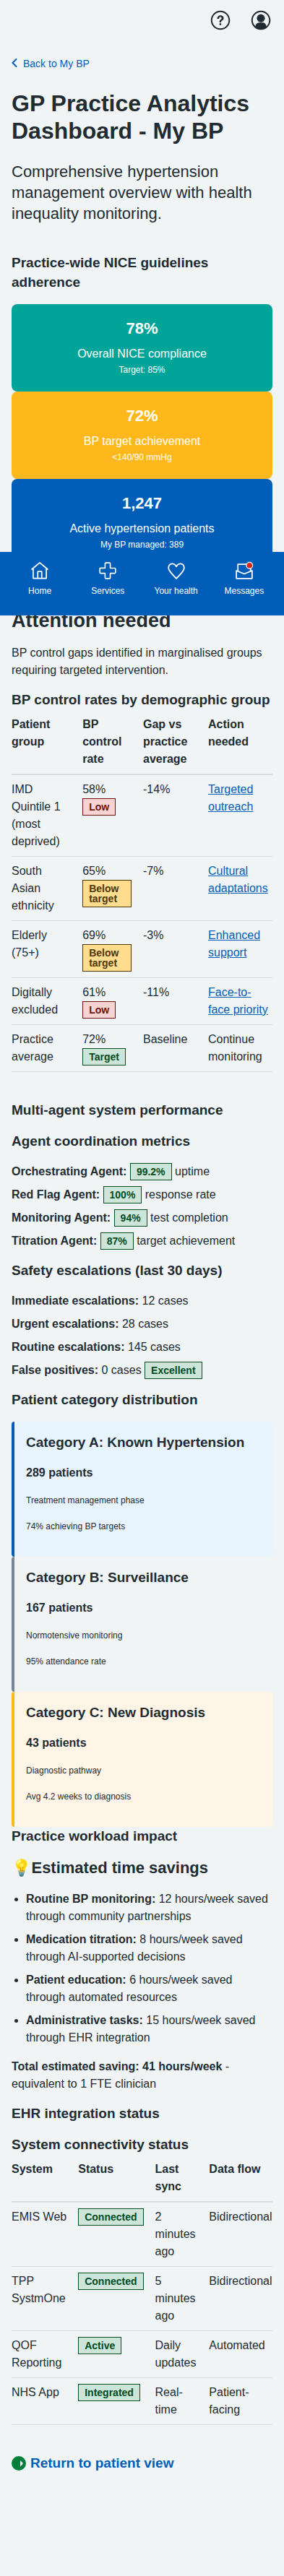 Back to My BP
GP Practice Analytics
Dashboard - My BP
Comprehensive hypertension
management overview with health
inequality monitoring.
Practice-wide NICE guidelines
adherence
78%
Overall NICE compliance
Target: 85%
72%
BP target achievement
<140/90 mmHg
1,247
Active hypertension patients
My BP managed: 389
Home Services Your health Messages
Attention needed
BP control gaps identified in marginalised groups
requiring targeted intervention.
BP control rates by demographic group
Patient BP Gap vs Action
group control practice needed
rate average
IMD 58% -14% Targeted
Quintile 1 Low outreach
(most
deprived)
South 65% -7% Cultural
Asian Below adaptations
ethnicity target
Elderly 69% -3% Enhanced
(75+) Below support
target
Digitally 61% -11% Face-to-
excluded Low face priority
Practice 72% Baseline Continue
average Target monitoring
Multi-agent system performance
Agent coordination metrics
Orchestrating Agent: 99.2% uptime
Red Flag Agent: 100% response rate
Monitoring Agent: 94% test completion
Titration Agent: 87% target achievement
Safety escalations (last 30 days)
Immediate escalations: 12 cases
Urgent escalations: 28 cases
Routine escalations: 145 cases
False positives: 0 cases Excellent
Patient category distribution
Category A: Known Hypertension
289 patients
Treatment management phase
74% achieving BP targets
Category B: Surveillance
167 patients
Normotensive monitoring
95% attendance rate
Category C: New Diagnosis
43 patients
Diagnostic pathway
Avg 4.2 weeks to diagnosis
Practice workload impact
💡Estimated time savings
• Routine BP monitoring: 12 hours/week saved
through community partnerships
• Medication titration: 8 hours/week saved
through AI-supported decisions
• Patient education: 6 hours/week saved
through automated resources
• Administrative tasks: 15 hours/week saved
through EHR integration
Total estimated saving: 41 hours/week -
equivalent to 1 FTE clinician
EHR integration status
System connectivity status
System Status Last Data flow
sync
EMIS Web Connected 2 Bidirectional
minutes
ago
TPP Connected 5 Bidirectional
SystmOne minutes
ago
QOF Active Daily Automated
Reporting updates
NHS App Integrated Real- Patient-
time facing
Return to patient view